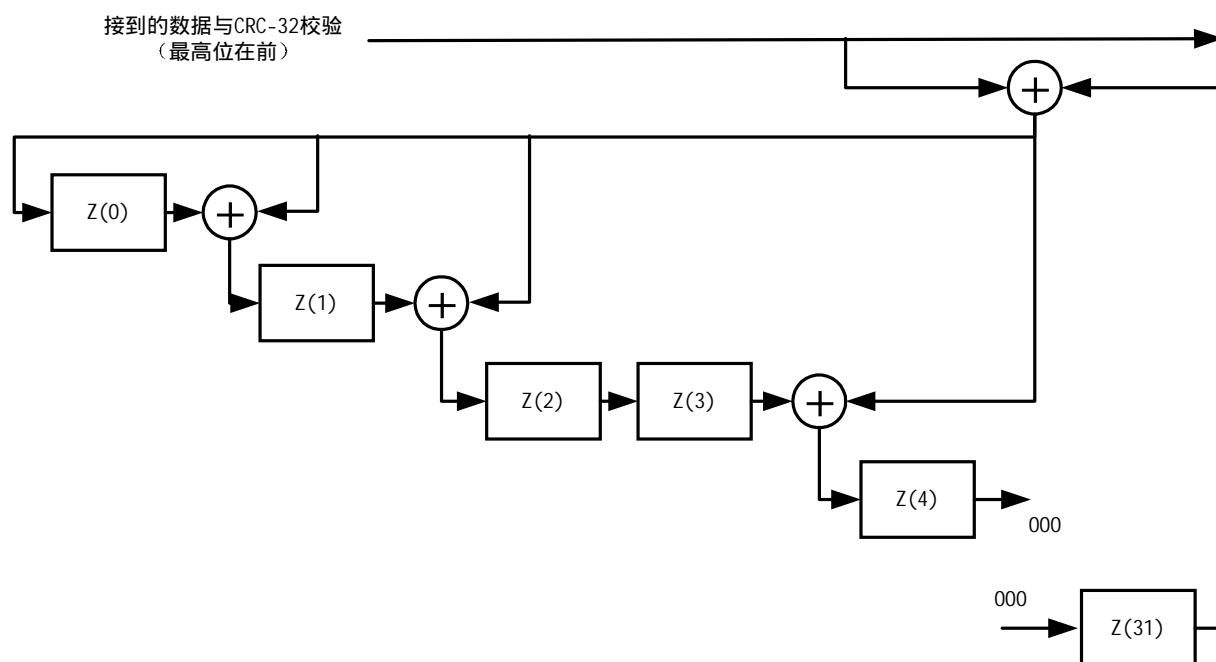 接到的数据与CRC-32校验
（最高位在前）
Z(0)
Z(1)
Z(2)
Z(3)
Z(4)
000
000
Z(31)